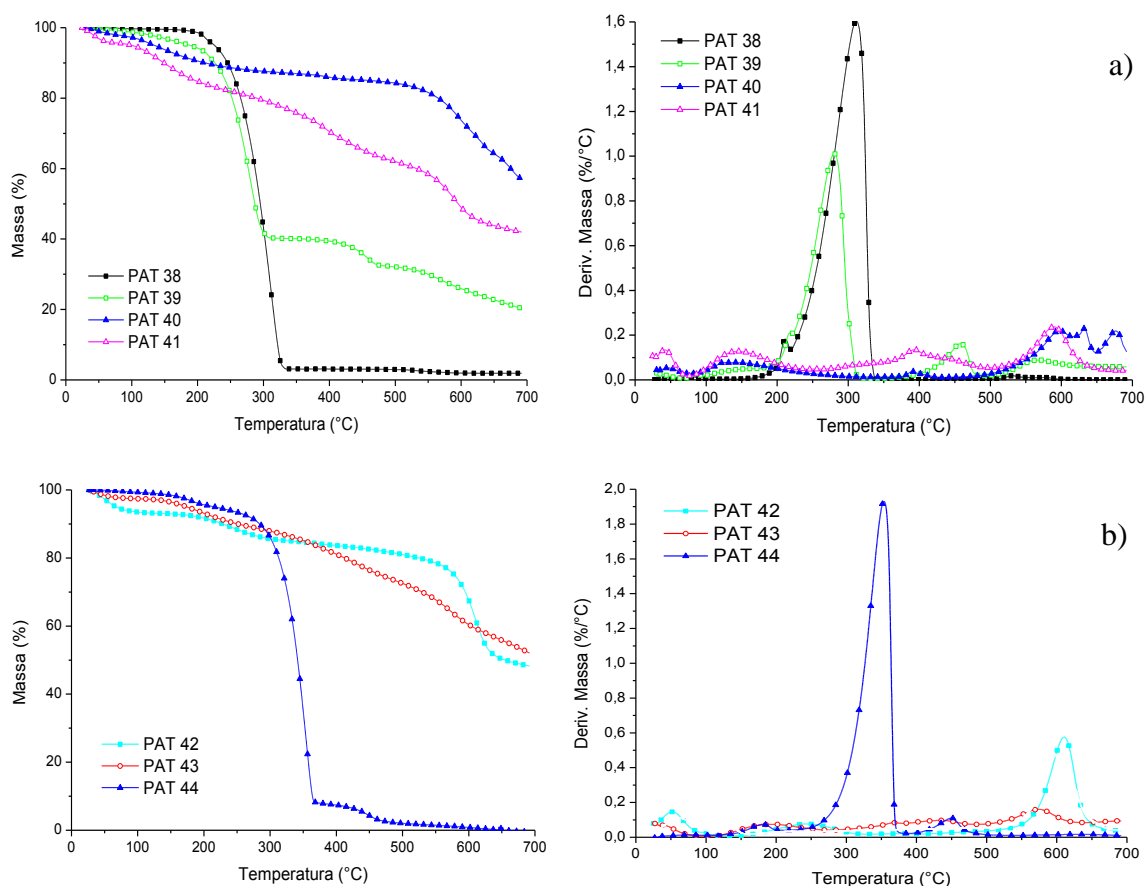 100
80
60
40
20
0
Massa (%)
PAT 38
PAT 39
PAT 40
PAT 41
0 100 200 300 400 500 600 700
Temperatura (°C)
1,6
1,4
1,2
1,0
0,8
0,6
0,4
0,2
0,0
Deriv. Massa (%/°C)
PAT 38
PAT 39
PAT 40
PAT 41
a)
0 100 200 300 400 500 600 700
Temperatura (°C)
100
80
60
40
20
0
Massa (%)
PAT 42
PAT 43
PAT 44
0 100 200 300 400 500 600 700
Temperatura (°C)
2,0
1,8
1,6
1,4
1,2
1,0
0,8
0,6
0,4
0,2
0,0
Deriv. Massa (%/°C)
PAT 42
PAT 43
PAT 44
b)
0 100 200 300 400 500 600 700
Temperatura (°C)